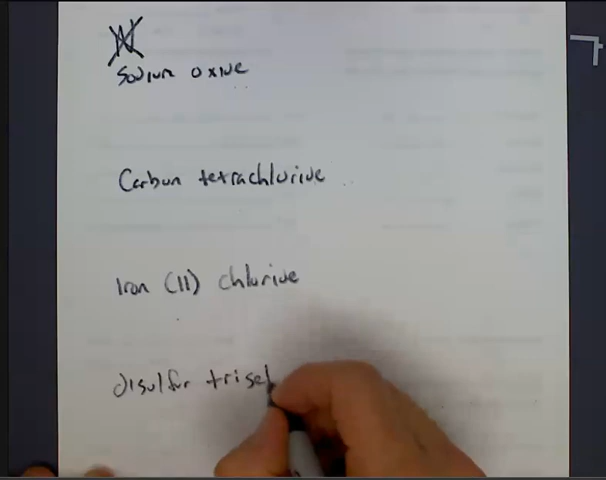 Sodium oxide
Carbon tetrachloride
Iron (II) chloride
disulfur trisel